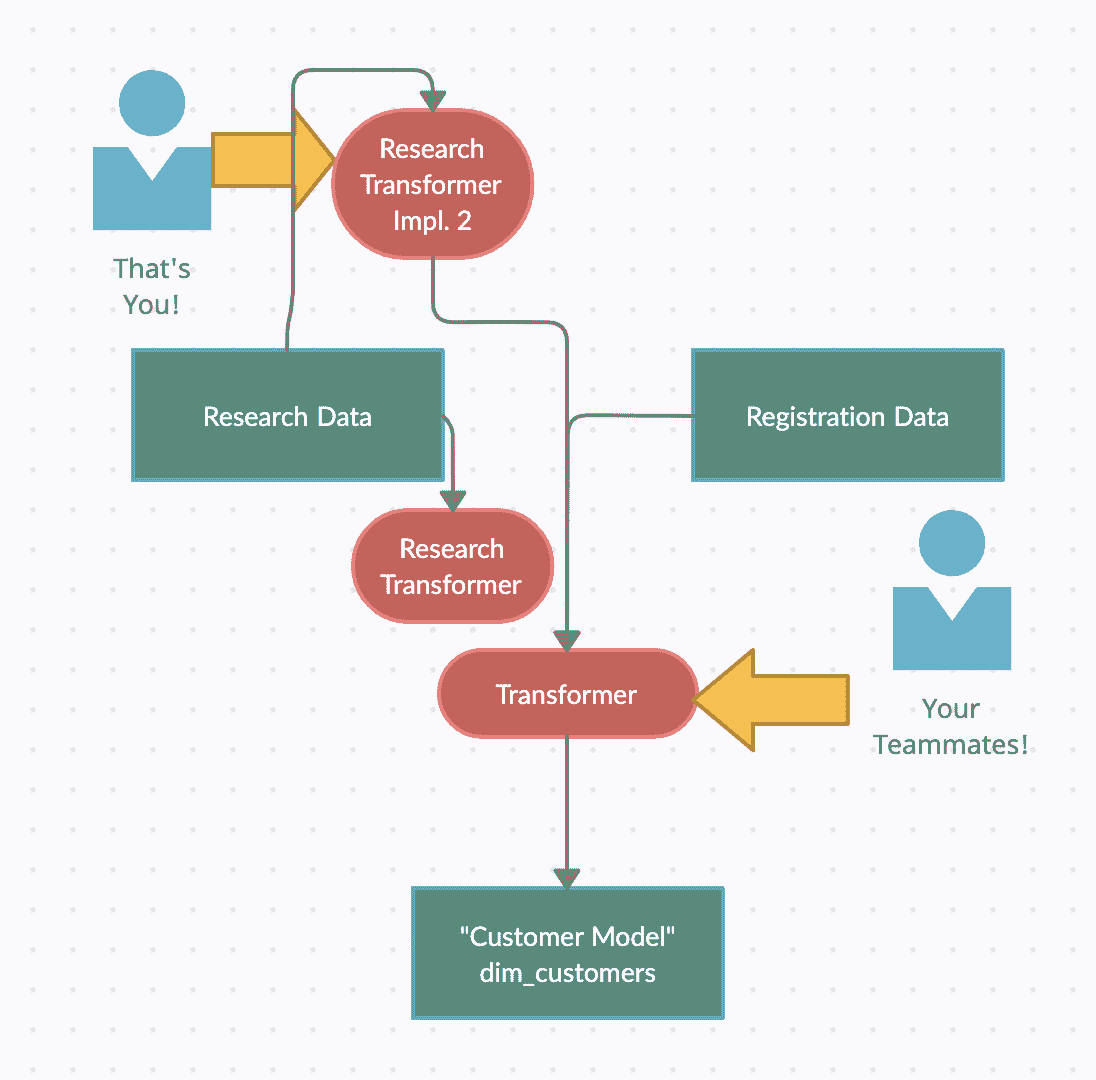 Research
Transformer
Impl. 2
That's
You!
Research Data
Registration Data
Research
Transformer
Transformer
Your
Teammates!
"Customer Model"
dim_customers